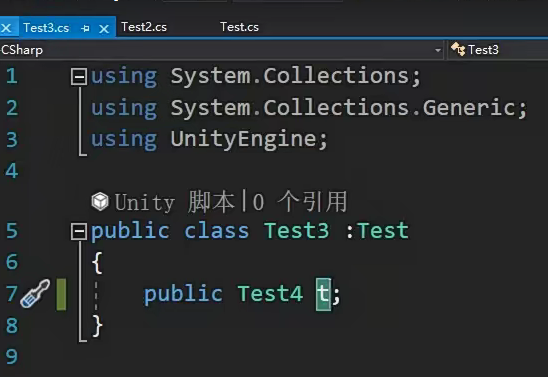 Test3.cs Test2.cs Test.cs
CSharp Test3
1 using System.Collections;
2 using System.Collections.Generic;
3 using UnityEngine;
4
Unity 脚本|0 个引用
5 public class Test3 :Test
6 {
7 public Test4 t;
8 }
9